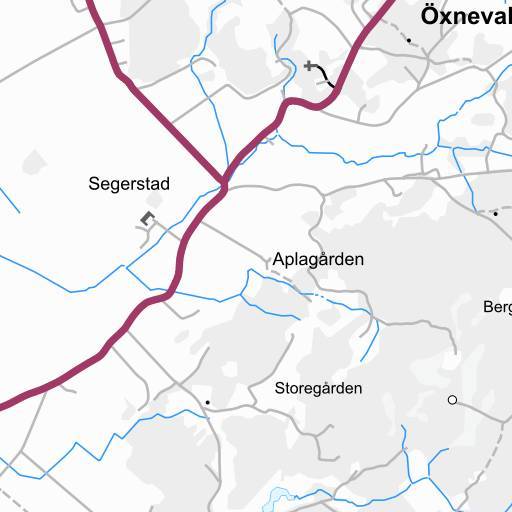 Öxneval
Segerstad
Aplagården
Berg
Storegården